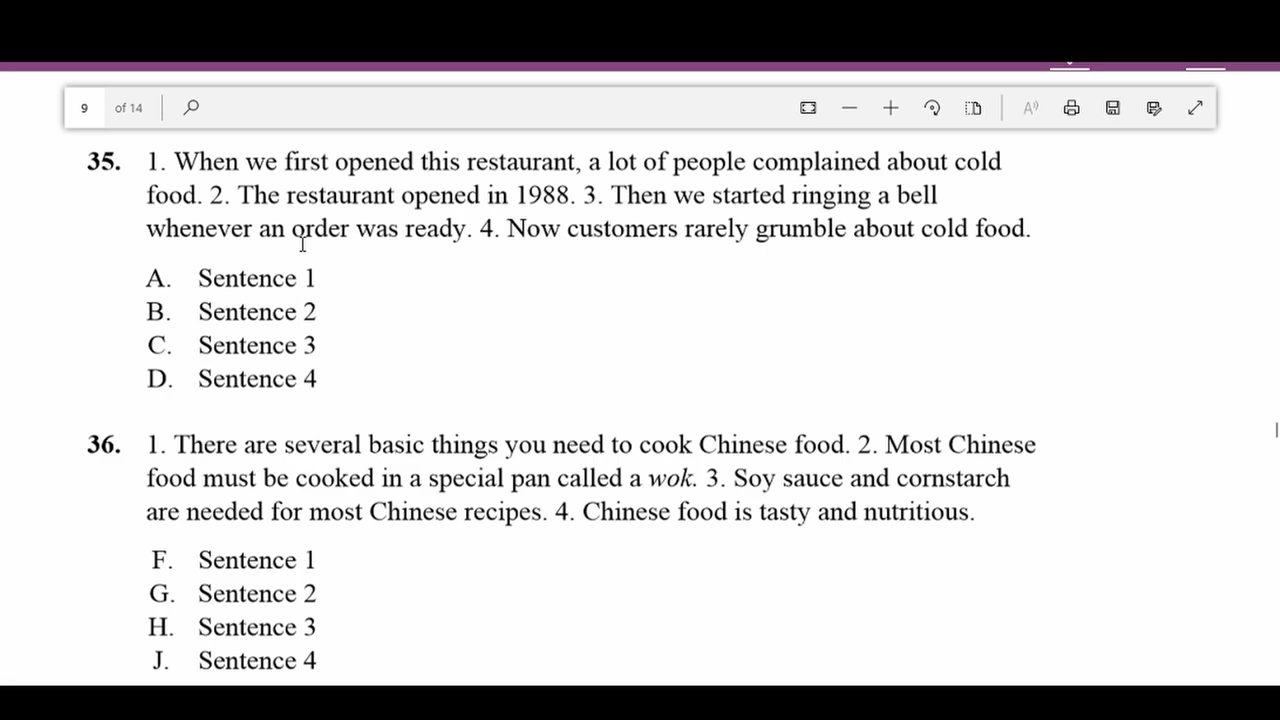 9 of 14
35. 1. When we first opened this restaurant, a lot of people complained about cold
food. 2. The restaurant opened in 1988. 3. Then we started ringing a bell
whenever an order was ready. 4. Now customers rarely grumble about cold food.
A. Sentence 1
B. Sentence 2
C. Sentence 3
D. Sentence 4
36. 1. There are several basic things you need to cook Chinese food. 2. Most Chinese
food must be cooked in a special pan called a wok. 3. Soy sauce and cornstarch
are needed for most Chinese recipes. 4. Chinese food is tasty and nutritious.
F. Sentence 1
G. Sentence 2
H. Sentence 3
J. Sentence 4